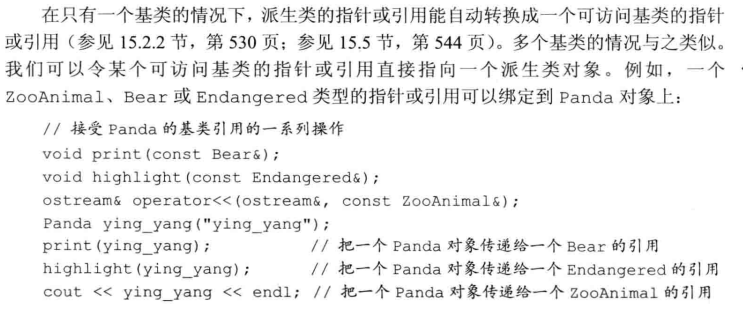 在只有一个基类的情况下，派生类的指针或引用能自动转换成一个可访问基类的指针
或引用（参见 15.2.2 节，第 530 页；参见 15.5 节，第 544 页）。多个基类的情况与之类似。
我们可以令某个可访问基类的指针或引用直接指向一个派生类对象。例如，一个
ZooAnimal、Bear 或 Endangered 类型的指针或引用可以绑定到 Panda 对象上：
// 接受 Panda 的基类引用的一系列操作
void print(const Bear&);
void highlight(const Endangered&);
ostream& operator<<(ostream&, const ZooAnimal&);
Panda ying_yang("ying_yang");
print(ying_yang); // 把一个 Panda 对象传递给一个 Bear 的引用
highlight(ying_yang); // 把一个 Panda 对象传递给一个 Endangered 的引用
cout << ying_yang << endl; // 把一个 Panda 对象传递给一个 ZooAnimal 的引用